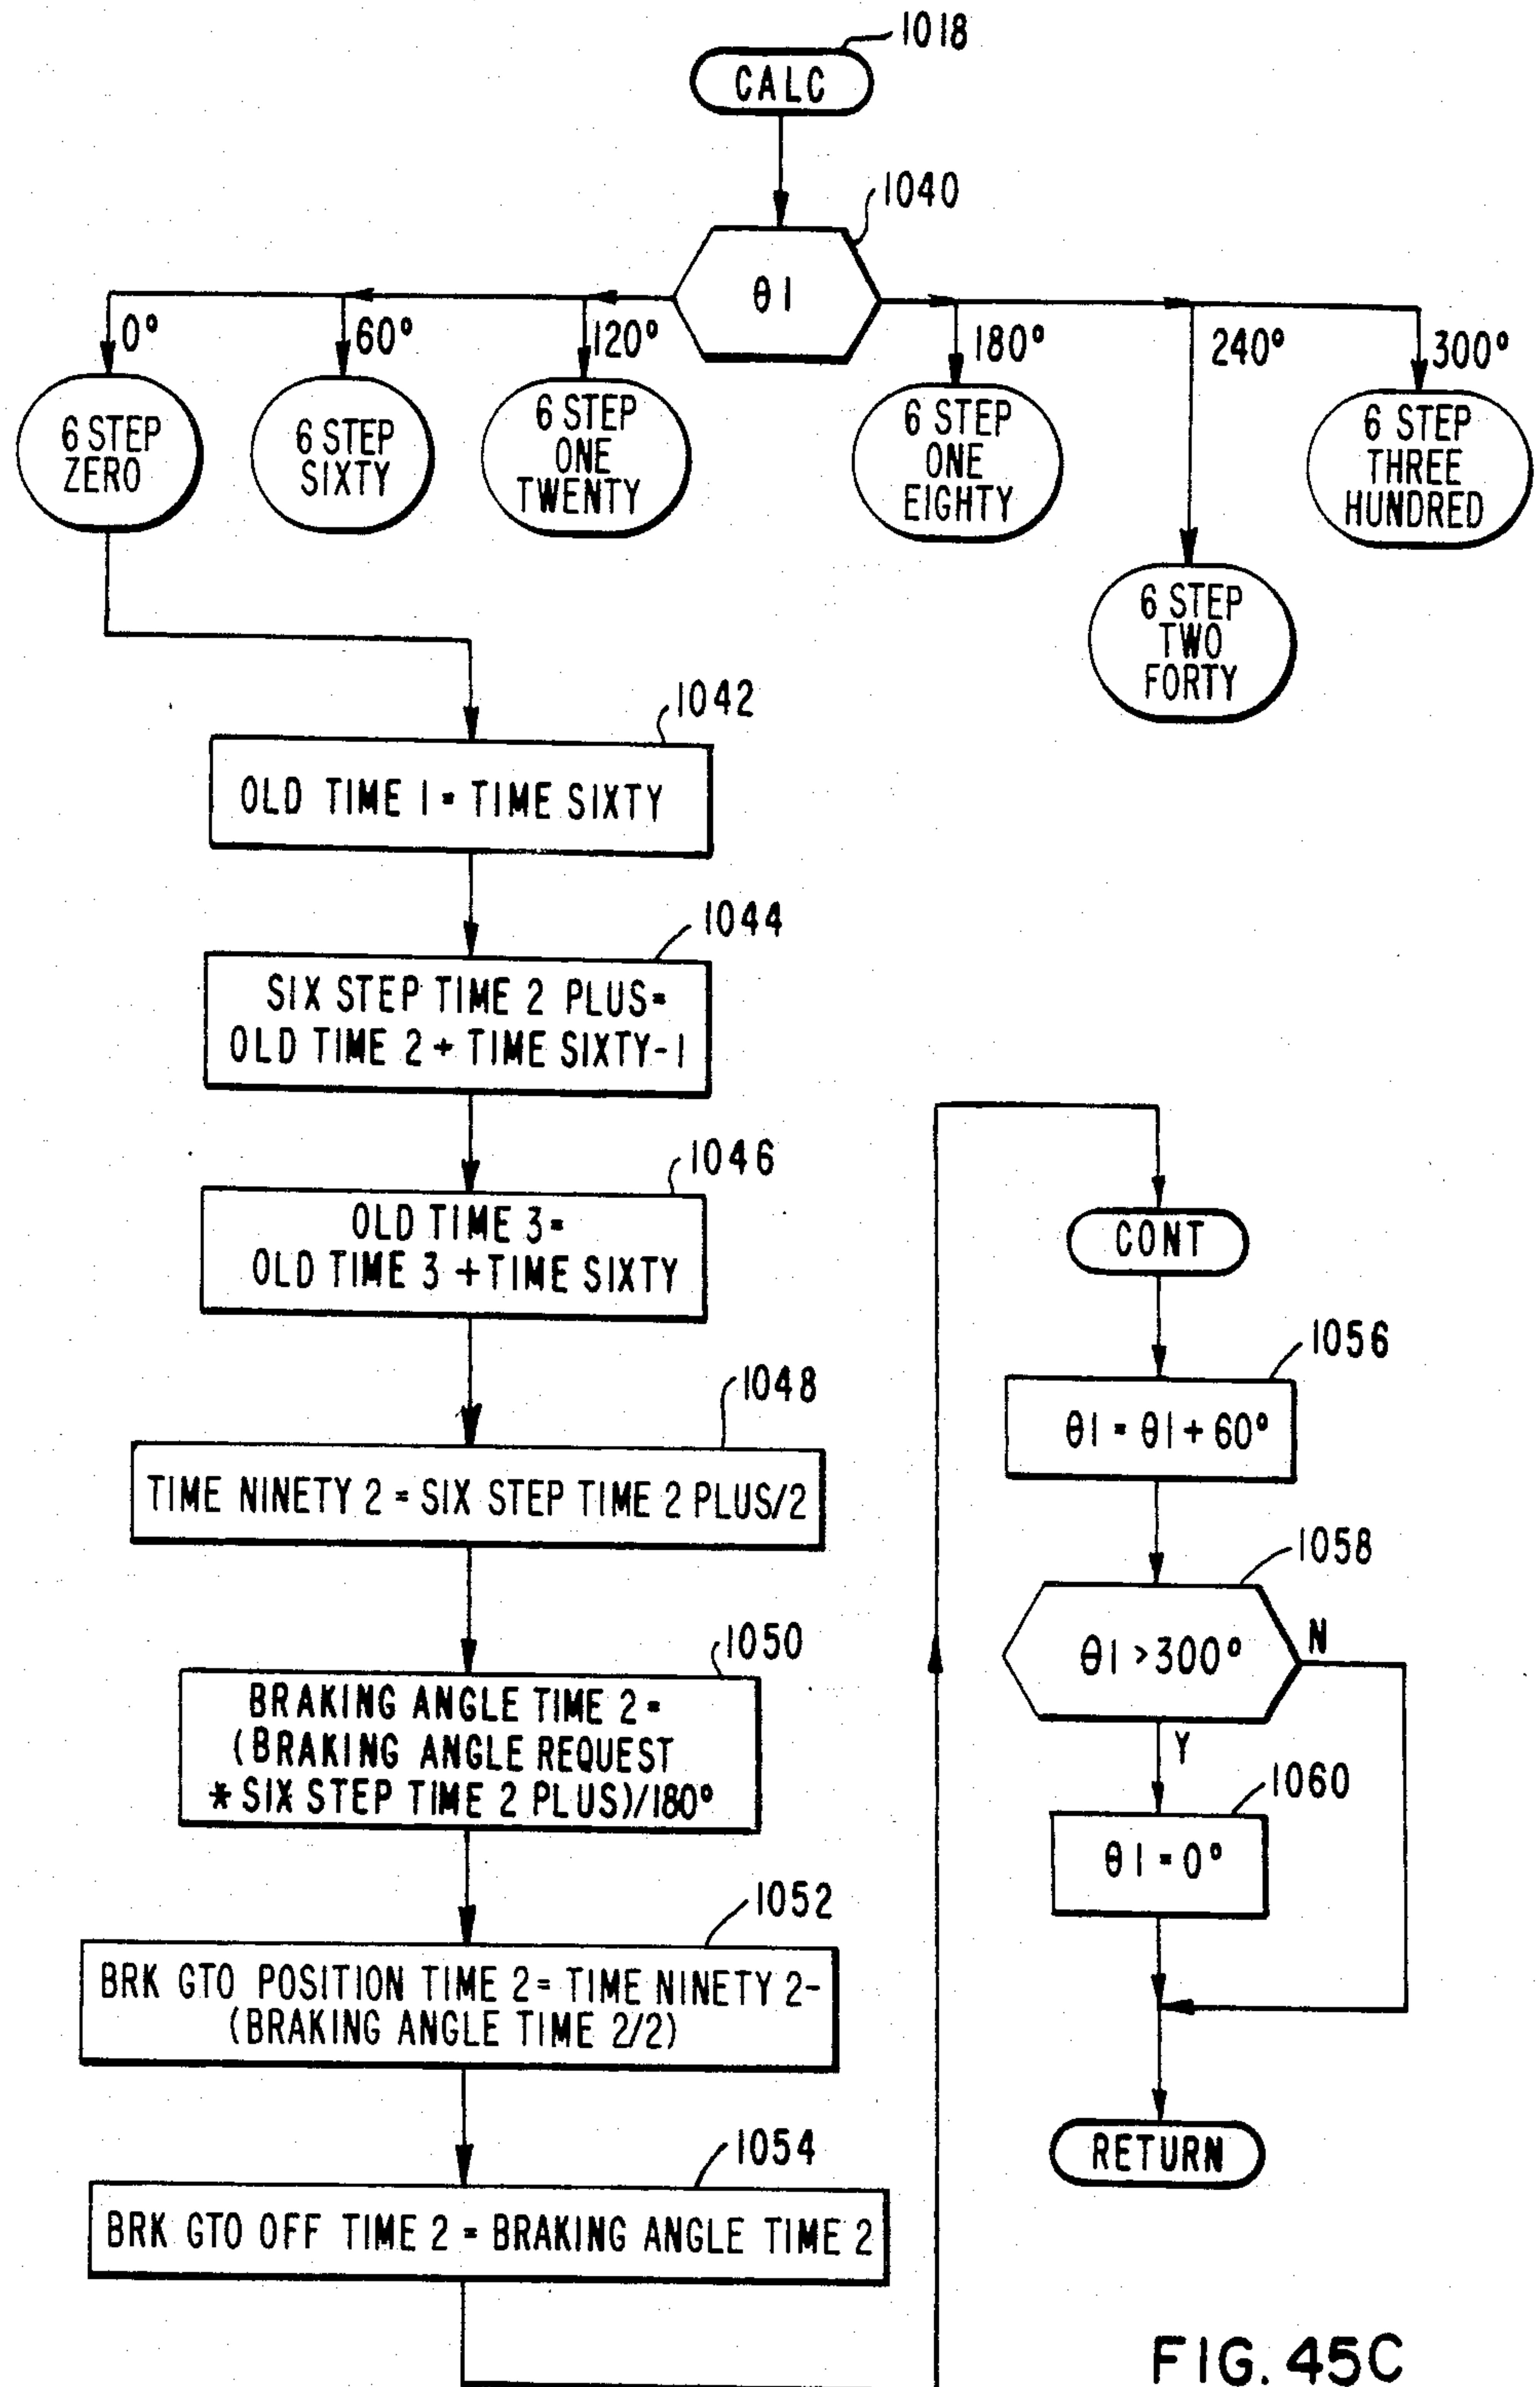 1018
CALC
1040
θ1
0°
60°
120°
180°
240°
300°
6 STEP
ZERO
6 STEP
SIXTY
6 STEP
ONE
TWENTY
6 STEP
ONE
EIGHTY
6 STEP
TWO
FORTY
6 STEP
THREE
HUNDRED
1042
OLD TIME 1 = TIME SIXTY
1044
SIX STEP TIME 2 PLUS =
OLD TIME 2 + TIME SIXTY - 1
1046
OLD TIME 3 =
OLD TIME 3 + TIME SIXTY
1048
TIME NINETY 2 = SIX STEP TIME 2 PLUS/2
1050
BRAKING ANGLE TIME 2 =
(BRAKING ANGLE REQUEST
* SIX STEP TIME 2 PLUS)/180°
1052
BRK GTO POSITION TIME 2 = TIME NINETY 2 -
(BRAKING ANGLE TIME 2/2)
1054
BRK GTO OFF TIME 2 = BRAKING ANGLE TIME 2
CONT
1056
θ1 = θ1 + 60°
1058
θ1 > 300°
N
Y
1060
θ1 = 0°
RETURN
FIG. 45C